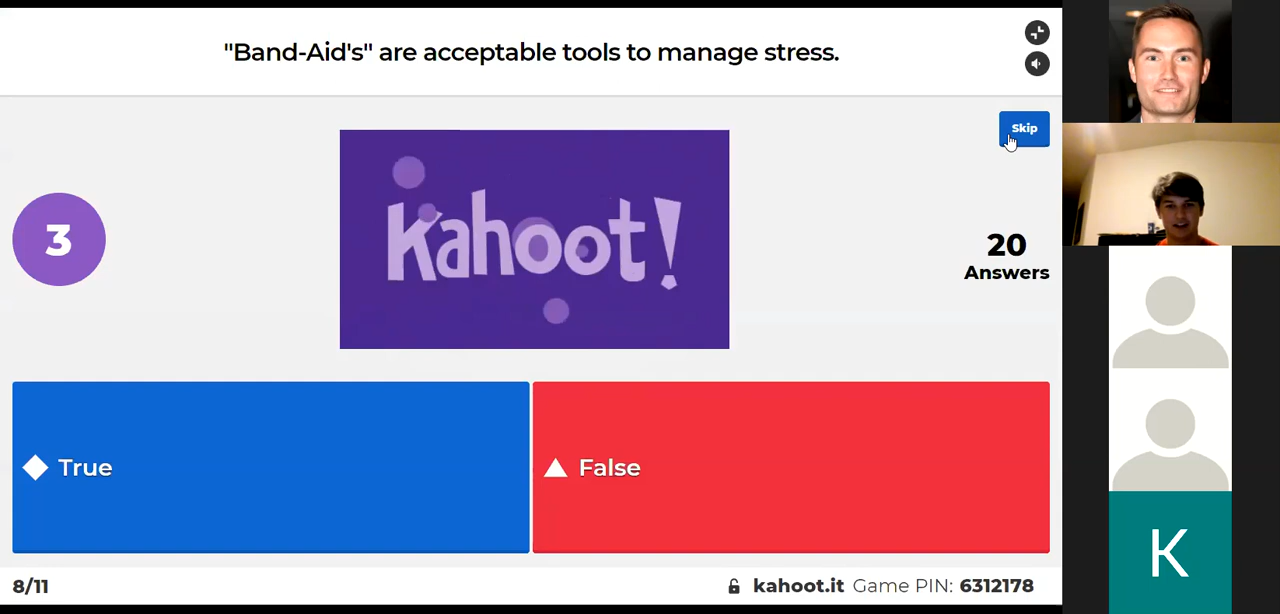 "Band-Aid's" are acceptable tools to manage stress.
Skip
3
Kahoot!
20
Answers
True
False
8/11
kahoot.it Game PIN: 6312178
K